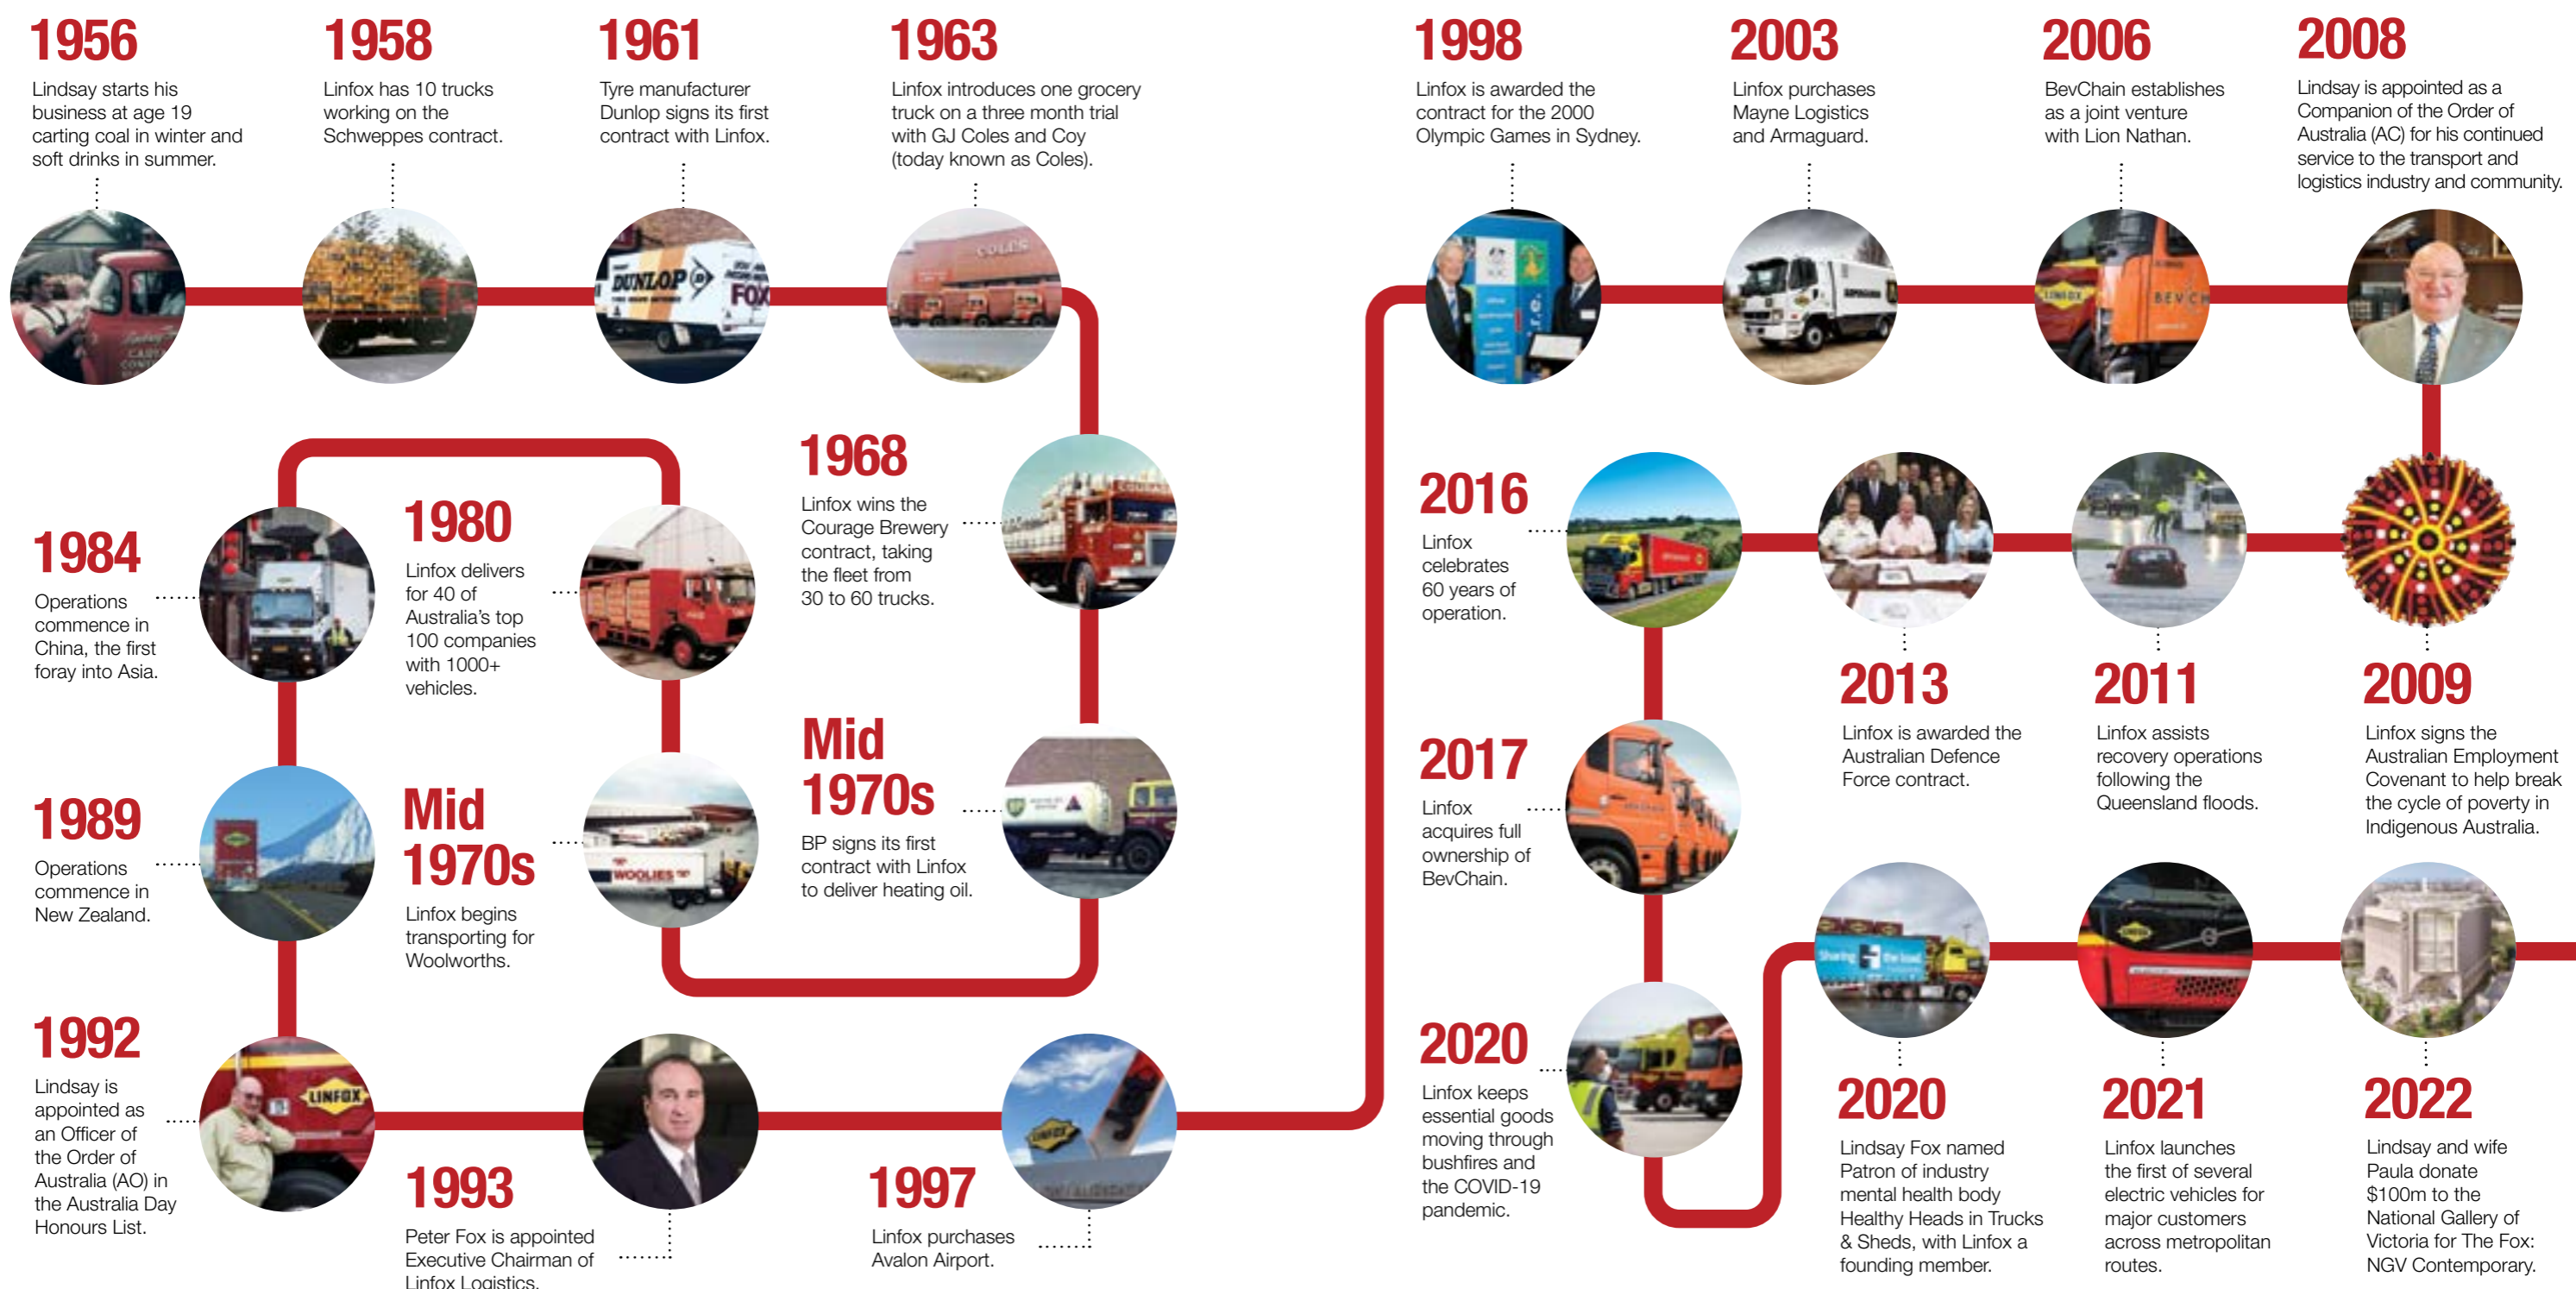 1956
Lindsay starts his
business at age 19
carting coal in winter and
soft drinks in summer.
1958
Linfox has 10 trucks
working on the
Schweppes contract.
1961
Tyre manufacturer
Dunlop signs its first
contract with Linfox.
1963
Linfox introduces one grocery
truck on a three month trial
with GJ Coles and Coy
(today known as Coles).
DUNLOP
FOX
COLES
1968
Linfox wins the
Courage Brewery
contract, taking
the fleet from
30 to 60 trucks.
Mid
1970s
BP signs its first
contract with Linfox
to deliver heating oil.
Mid
1970s
Linfox begins
transporting for
Woolworths.
WOOLIES
1980
Linfox delivers
for 40 of
Australia's top
100 companies
with 1000+
vehicles.
1984
Operations
commence in
China, the first
foray into Asia.
1989
Operations
commence in
New Zealand.
1992
Lindsay is
appointed as
an Officer of
the Order of
Australia (AO) in
the Australia Day
Honours List.
LINFOX
1993
Peter Fox is appointed
Executive Chairman of
Linfox Logistics.
1997
Linfox purchases
Avalon Airport.
LINFOX
1998
Linfox is awarded the
contract for the 2000
Olympic Games in Sydney.
2003
Linfox purchases
Mayne Logistics
and Armaguard.
2006
BevChain establishes
as a joint venture
with Lion Nathan.
LINFOX
BEVCH
2008
Lindsay is appointed as a
Companion of the Order of
Australia (AC) for his continued
service to the transport and
logistics industry and community.
2009
Linfox signs the
Australian Employment
Covenant to help break
the cycle of poverty in
Indigenous Australia.
2011
Linfox assists
recovery operations
following the
Queensland floods.
2013
Linfox is awarded the
Australian Defence
Force contract.
2016
Linfox
celebrates
60 years of
operation.
2017
Linfox
acquires full
ownership of
BevChain.
2020
Linfox keeps
essential goods
moving through
bushfires and
the COVID-19
pandemic.
Sharing the load
2020
Lindsay Fox named
Patron of industry
mental health body
Healthy Heads in Trucks
& Sheds, with Linfox a
founding member.
LINFOX
2021
Linfox launches
the first of several
electric vehicles for
major customers
across metropolitan
routes.
2022
Lindsay and wife
Paula donate
$100m to the
National Gallery of
Victoria for The Fox:
NGV Contemporary.